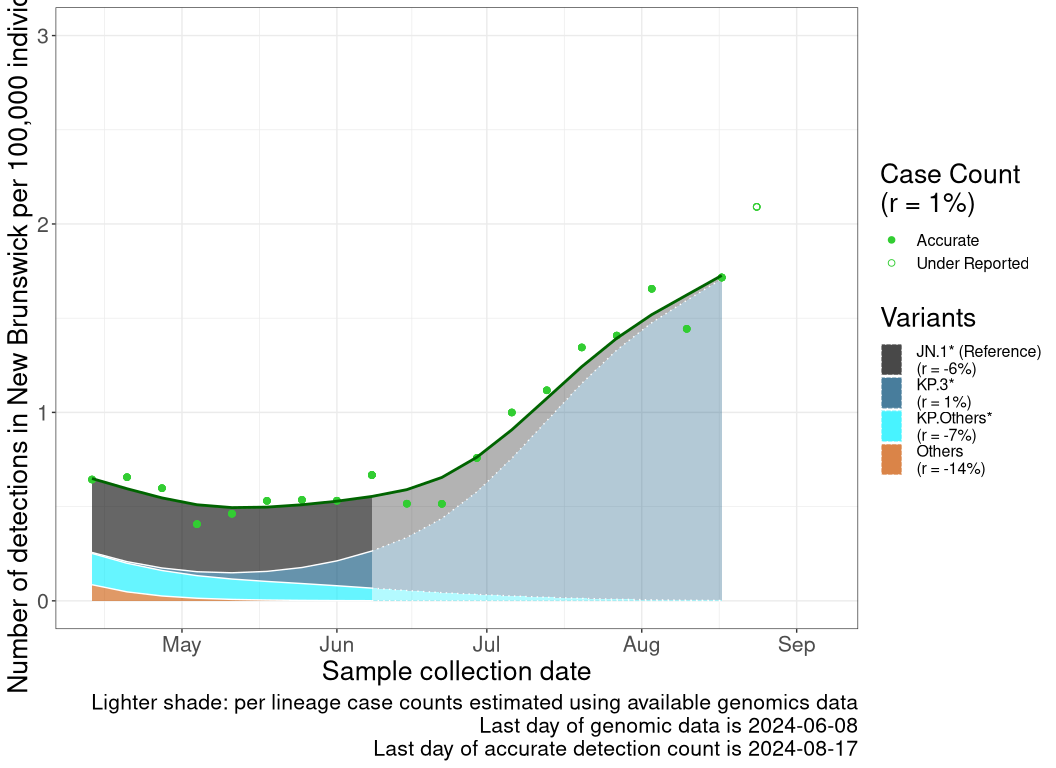 Number of detections in New Brunswick per 100,000
3
2
1
0
May Jun Jul Aug Sep
Sample collection date
Lighter shade: per lineage case counts estimated using available genomics data
Last day of genomic data is 2024-06-08
Last day of accurate detection count is 2024-08-17
Case Count
(r = 1%)
Accurate
Under Reported
Variants
JN.1* (Reference)
(r = -6%)
KP.3*
(r = 1%)
KP.Others*
(r = -7%)
Others
(r = -14%)